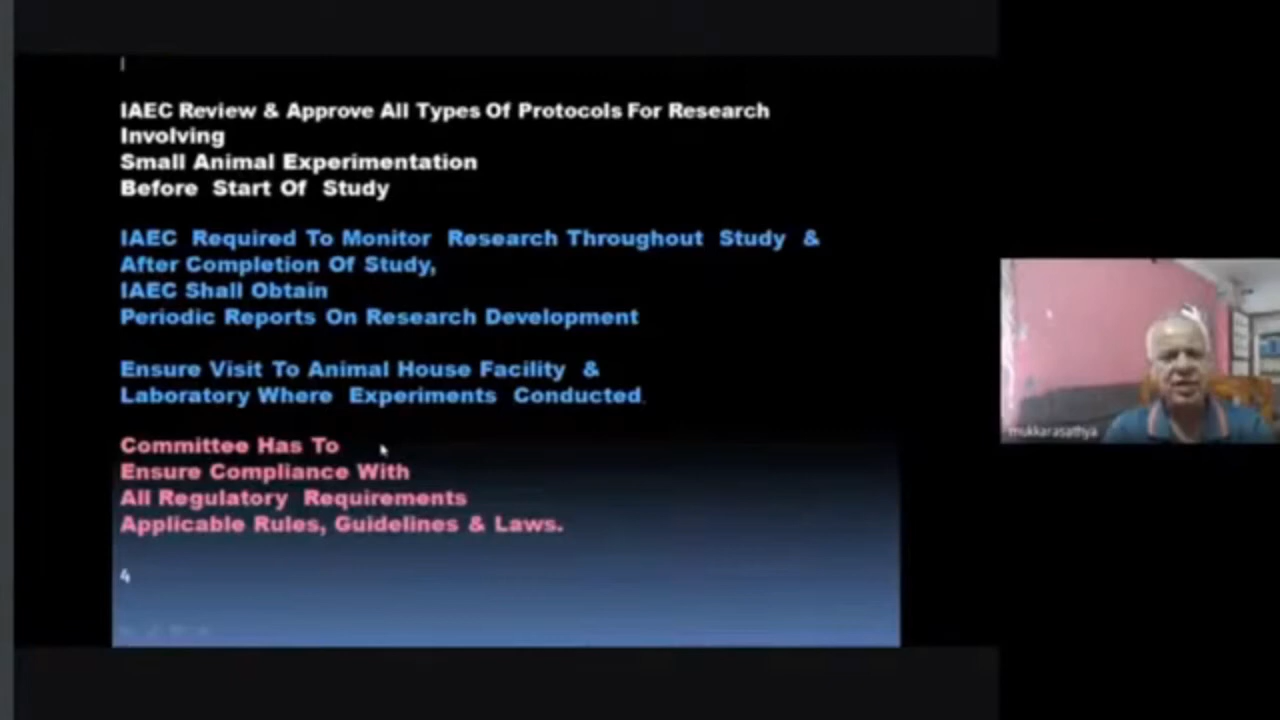 IAEC Review & Approve All Types Of Protocols For Research
Involving
Small Animal Experimentation
Before Start Of Study
IAEC Required To Monitor Research Throughout Study &
After Completion Of Study,
IAEC Shall Obtain
Periodic Reports On Research Development
Ensure Visit To Animal House Facility &
Laboratory Where Experiments Conducted.
Committee Has To
Ensure Compliance With
All Regulatory Requirements
Applicable Rules, Guidelines & Laws.
4
mukkarasathya